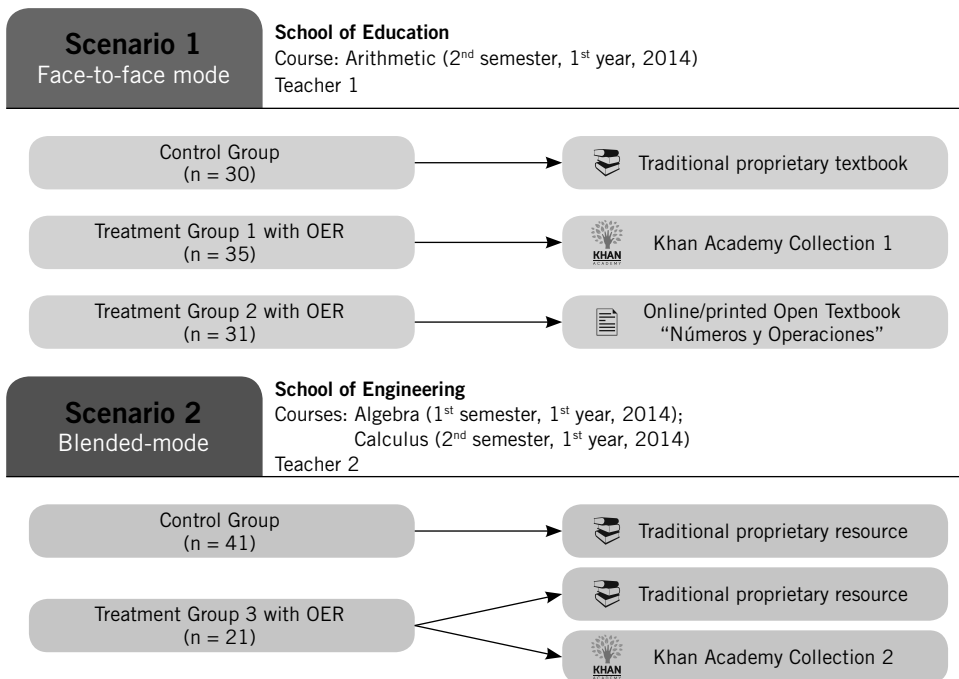 Scenario 1
Face-to-face mode
School of Education
Course: Arithmetic (2nd semester, 1st year, 2014)
Teacher 1
Control Group
(n = 30)
Traditional proprietary textbook
Treatment Group 1 with OER
(n = 35)
KHAN
ACADEMY
Khan Academy Collection 1
Treatment Group 2 with OER
(n = 31)
Online/printed Open Textbook
“Números y Operaciones”
Scenario 2
Blended-mode
School of Engineering
Courses: Algebra (1st semester, 1st year, 2014);
Calculus (2nd semester, 1st year, 2014)
Teacher 2
Control Group
(n = 41)
Traditional proprietary resource
Treatment Group 3 with OER
(n = 21)
Traditional proprietary resource
KHAN
ACADEMY
Khan Academy Collection 2